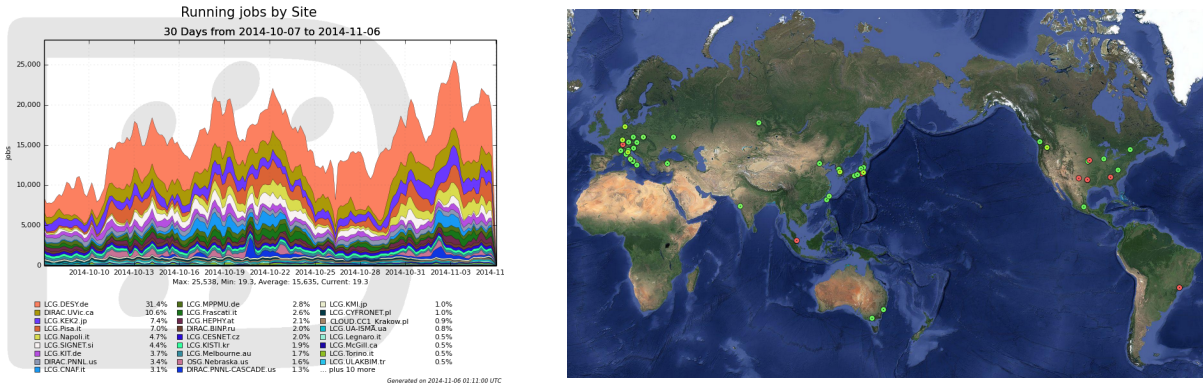 Running jobs by Site
30 Days from 2014-10-07 to 2014-11-06
25,000
20,000
15,000
10,000
5,000
0
jobs
2014-10-10 2014-10-13 2014-10-16 2014-10-19 2014-10-22 2014-10-25 2014-10-28 2014-10-31 2014-11-03 2014-11
Max: 25,538, Min: 19.3, Average: 15,635, Current: 19.3
LCG.DESY.de 31.4% LCG.MPPMU.de 2.8% LCG.KMI.jp 1.0%
DIRAC.UVic.ca 10.6% LCG.Frascati.it 2.6% LCG.CYFRONET.pl 1.0%
LCG.KEK2.jp 7.4% LCG.HEPHY.at 2.1% CLOUD.CC1_Krakow.pl 0.9%
LCG.Pisa.it 7.0% DIRAC.BINP.ru 2.0% LCG.UA-ISMA.ua 0.8%
LCG.Napoli.it 4.7% LCG.CESNET.cz 2.0% LCG.Legnaro.it 0.5%
LCG.SIGNET.si 4.4% LCG.KISTI.kr 1.9% LCG.McGill.ca 0.5%
LCG.KIT.de 3.7% LCG.Melbourne.au 1.7% LCG.Torino.it 0.5%
DIRAC.PNNL.us 3.4% OSG.Nebraska.us 1.6% LCG.ULAKBIM.tr 0.5%
LCG.CNAF.it 3.1% DIRAC.PNNL-CASCADE.us 1.3% ... plus 10 more
Generated on 2014-11-06 01:11:00 UTC